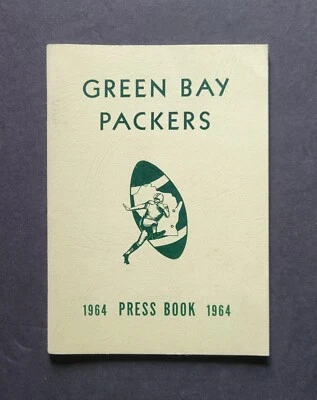 GREEN BAY
PACKERS
1964 PRESS BOOK 1964